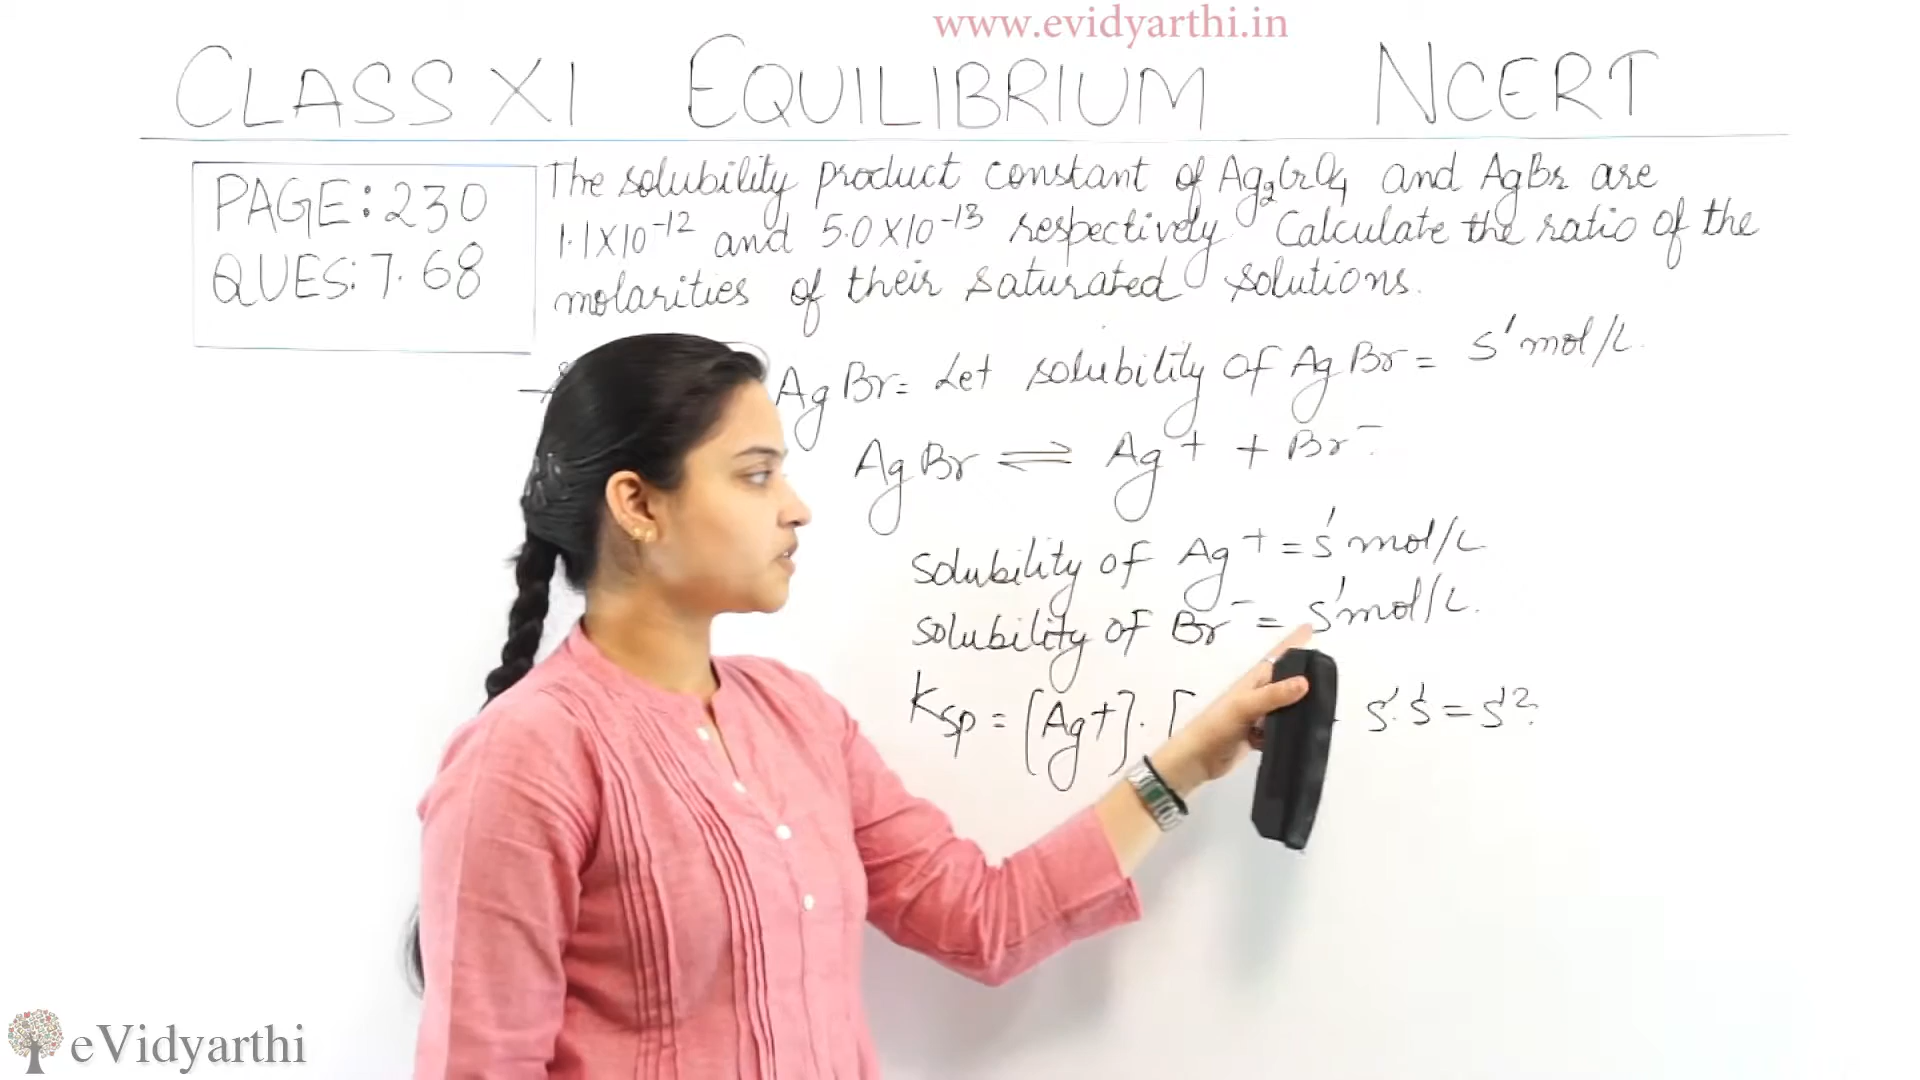 www.evidyarthi.in
CLASS XI EQUILIBRIUM NCERT
PAGE: 230
QUES: 7.68
The solubility product constant of Ag₂CrO₄ and AgBr are
1.1X10⁻¹² and 5.0X10⁻¹³ respectively Calculate the ratio of the
molarities of their saturated solutions.
AgBr = Let solubility of AgBr = S' mol/L.
AgBr ⇌ Ag⁺ + Br⁻
solubility of Ag⁺ = s' mol/L
solubility of Br⁻ = s' mol/L.
Ksp = [Ag+]. [ s'. s' = s'²
eVidyarthi